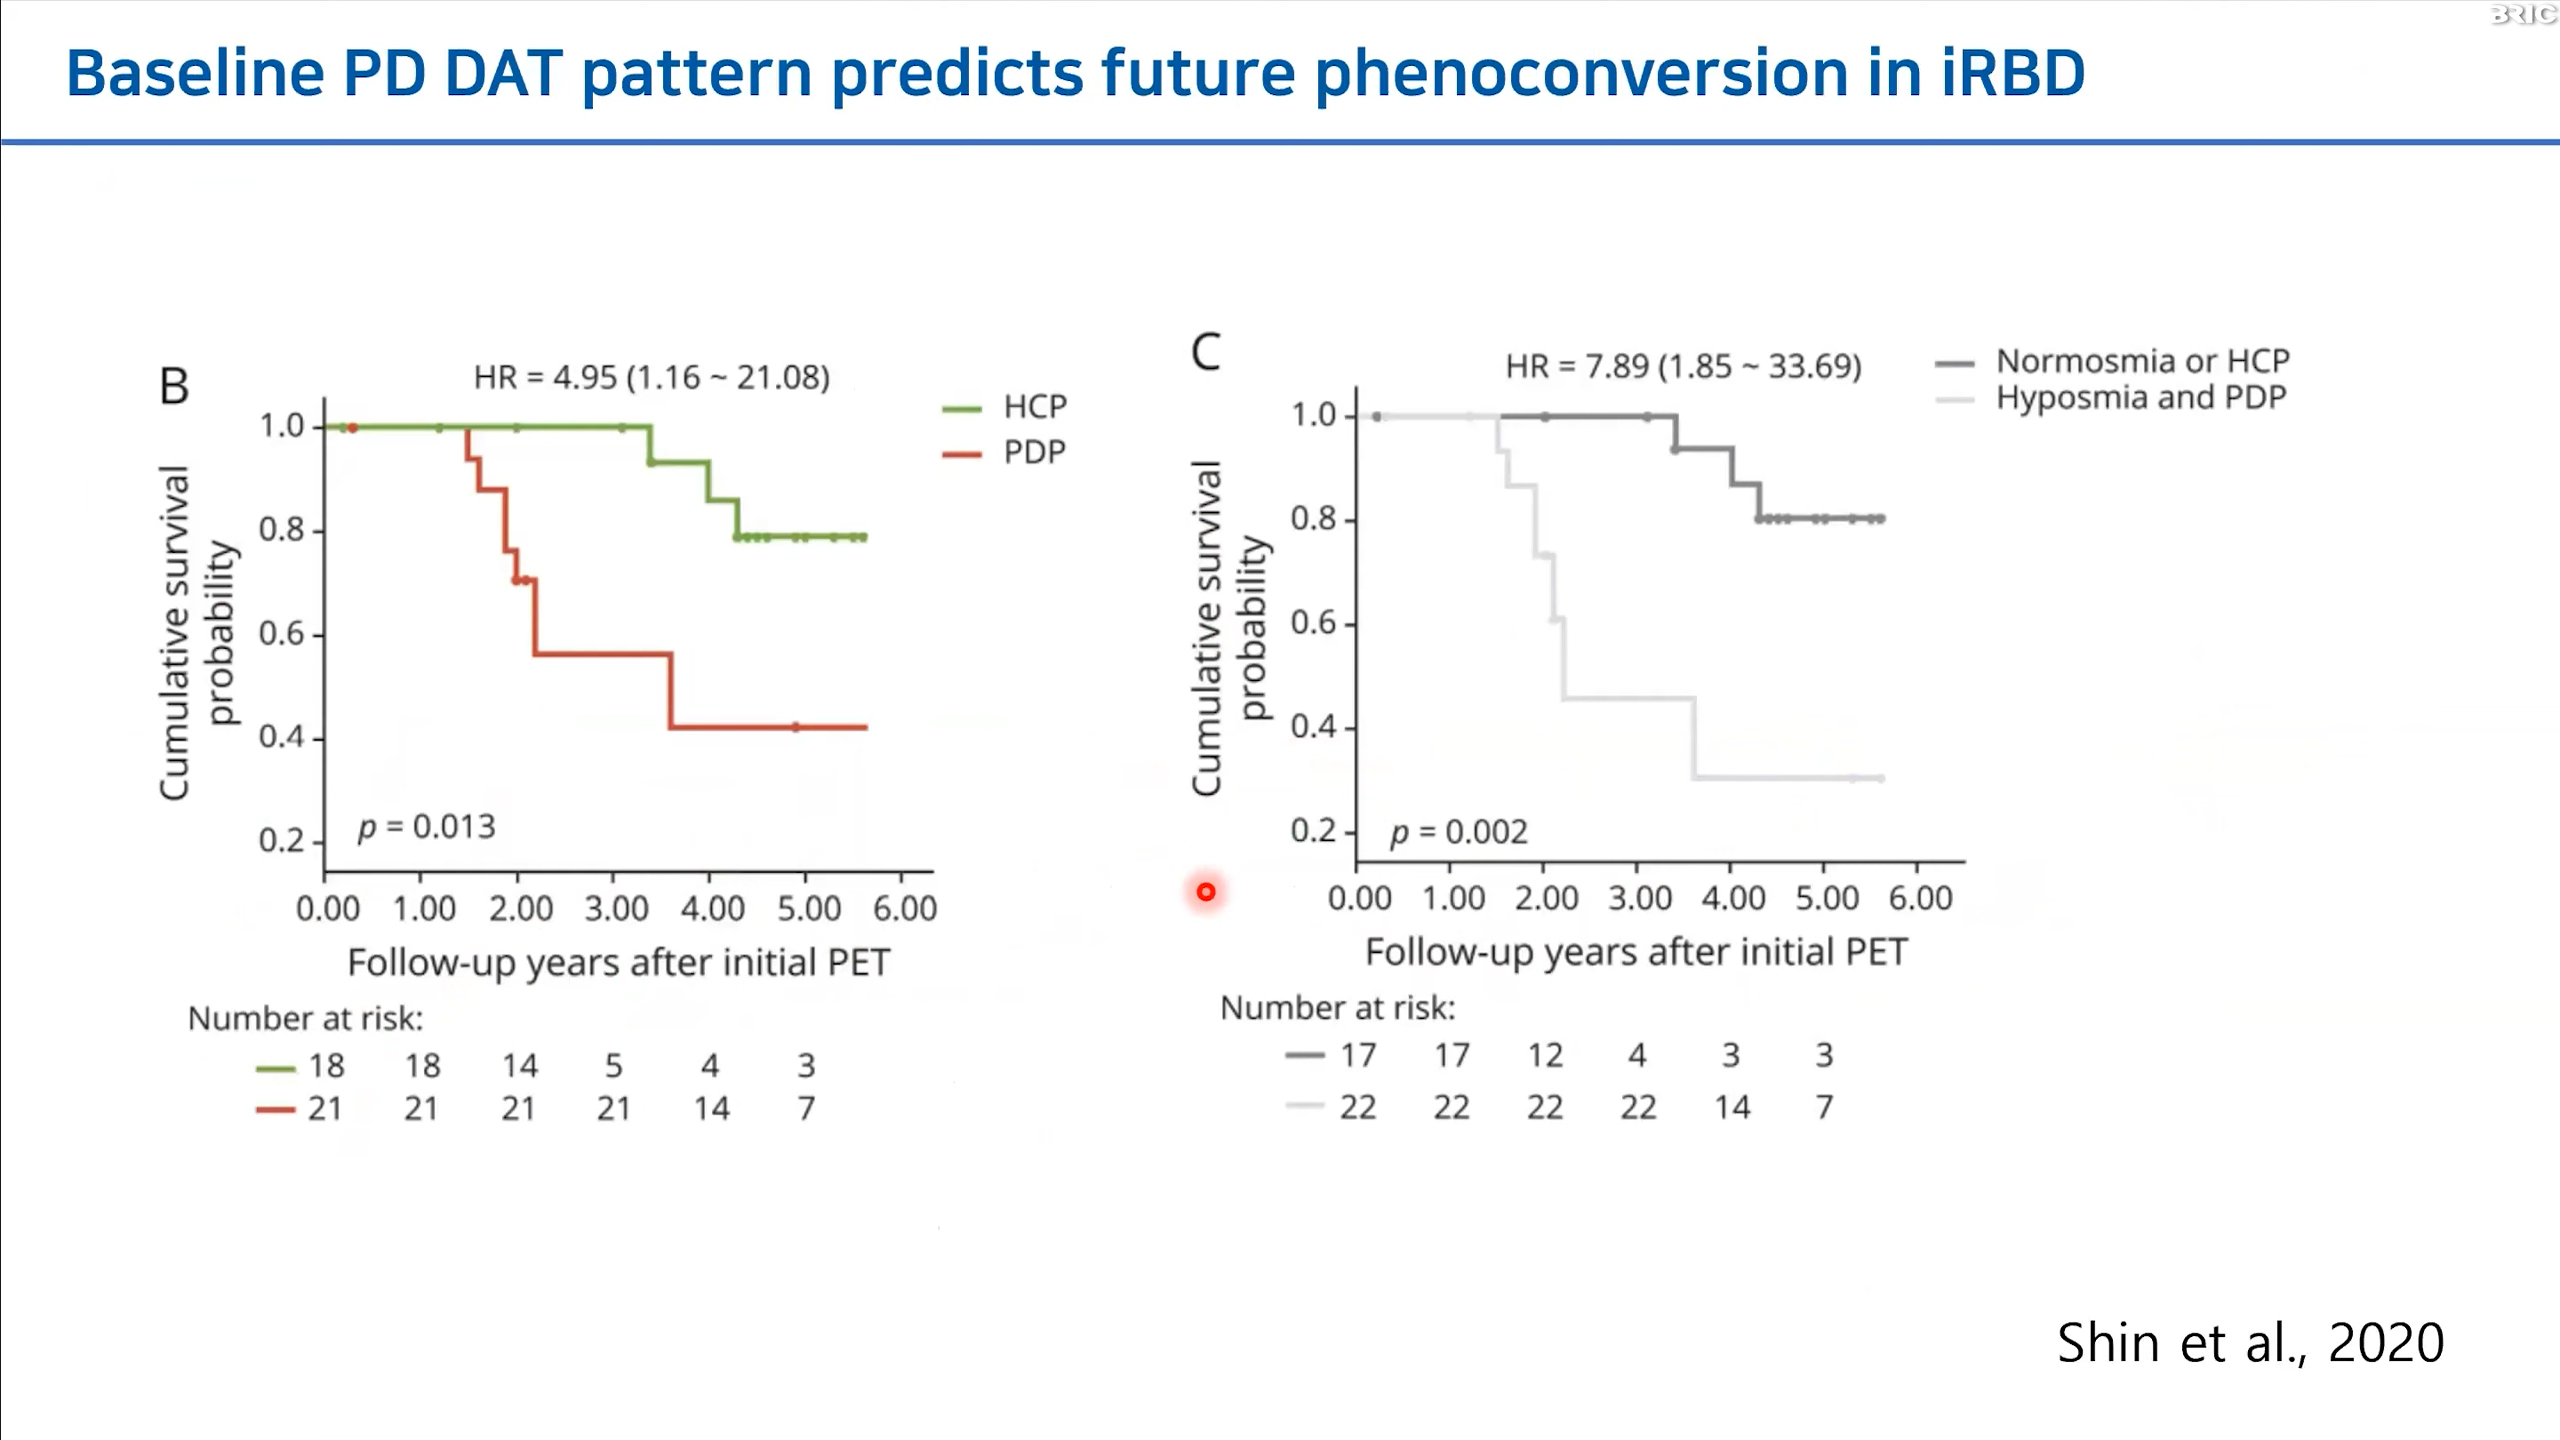 BRIC
Baseline PD DAT pattern predicts future phenoconversion in iRBD
B
HR = 4.95 (1.16 ~ 21.08)
HCP
PDP
Cumulative survival
probability
1.0
0.8
0.6
0.4
0.2
p = 0.013
0.00 1.00 2.00 3.00 4.00 5.00 6.00
Follow-up years after initial PET
Number at risk:
18 18 14 5 4 3
21 21 21 21 14 7
C
HR = 7.89 (1.85 ~ 33.69)
Normosmia or HCP
Hyposmia and PDP
Cumulative survival
probability
1.0
0.8
0.6
0.4
0.2
p = 0.002
0.00 1.00 2.00 3.00 4.00 5.00 6.00
Follow-up years after initial PET
Number at risk:
17 17 12 4 3 3
22 22 22 22 14 7
Shin et al., 2020